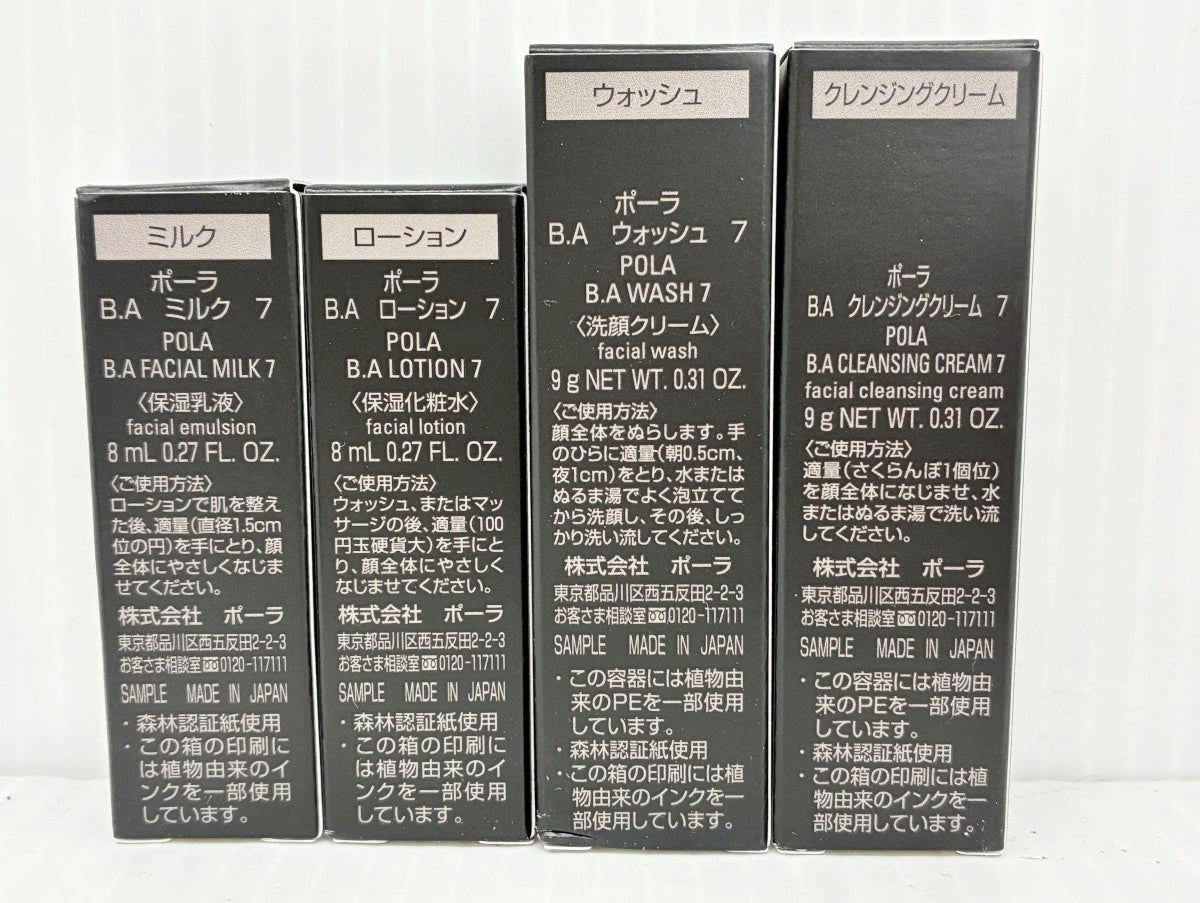 ミルク
ポーラ
B.A ミルク 7
POLA
B.A FACIAL MILK 7
〈保湿乳液〉
facial emulsion
8 mL 0.27 FL. OZ.
〈ご使用方法〉
ローションで肌を整え
た後、適量(直径1.5cm
位の円)を手にとり、顔
全体にやさしくなじま
せてください。
株式会社 ポーラ
東京都品川区西五反田2-2-3
お客さま相談室 0120-117111
SAMPLE MADE IN JAPAN
・森林認証紙使用
・この箱の印刷に
は植物由来のイ
ンクを一部使用
しています。
ローション
ポーラ
B.A ローション 7
POLA
B.A LOTION 7
〈保湿化粧水〉
facial lotion
8 mL 0.27 FL. OZ.
〈ご使用方法〉
ウォッシュ、またはマッ
サージの後、適量(100
円玉硬貨大)を手にと
り、顔全体にやさしく
なじませてください。
株式会社 ポーラ
東京都品川区西五反田2-2-3
お客さま相談室 0120-117111
SAMPLE MADE IN JAPAN
・森林認証紙使用
・この箱の印刷に
は植物由来のイ
ンクを一部使用
しています。
ウォッシュ
ポーラ
B.A ウォッシュ 7
POLA
B.A WASH 7
〈洗顔クリーム〉
facial wash
9 g NET WT. 0.31 OZ.
〈ご使用方法〉
顔全体をぬらします。手
のひらに適量(朝0.5cm、
夜1cm)をとり、水または
ぬるま湯でよく泡立てて
から洗顔し、その後、しっ
かり洗い流してください。
株式会社 ポーラ
東京都品川区西五反田2-2-3
お客さま相談室 0120-117111
SAMPLE MADE IN JAPAN
・この容器には植物由
来のPEを一部使用
しています。
・森林認証紙使用
・この箱の印刷には植
物由来のインクを一
部使用しています。
クレンジングクリーム
ポーラ
B.A クレンジングクリーム 7
POLA
B.A CLEANSING CREAM 7
facial cleansing cream
9 g NET WT. 0.31 OZ.
〈ご使用方法〉
適量(さくらんぼ1個位)
を顔全体になじませ、水
またはぬるま湯で洗い流
してください。
株式会社 ポーラ
東京都品川区西五反田2-2-3
お客さま相談室 0120-117111
SAMPLE MADE IN JAPAN
・この容器には植物由
来のPEを一部使用
しています。
・森林認証紙使用
・この箱の印刷には植
物由来のインクを一
部使用しています。